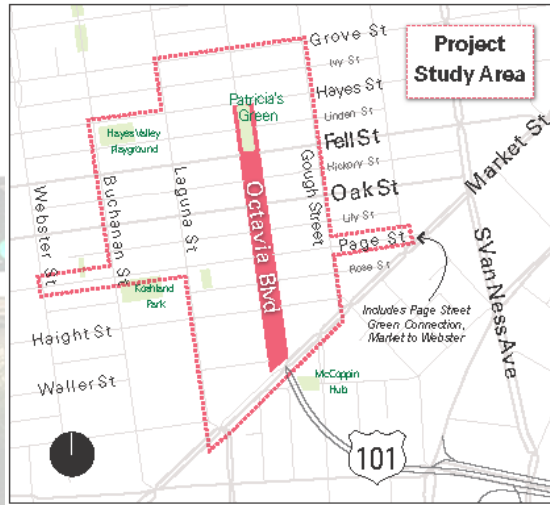 Project
Study Area
Grove St
Ivy St
Hayes St
Linden St
Fell St
Hickory St
Oak St
Lily St
Page St
Rose St
Market St
S Van Ness Ave
Patricia's
Green
Hayes Valley
Playground
Webster St
Buchanan St
Laguna St
Octavia Blvd
Gough Street
Koshland
Park
Haight St
Waller St
Includes Page Street
Green Connection,
Market to Webster
McCoppin
Hub
101